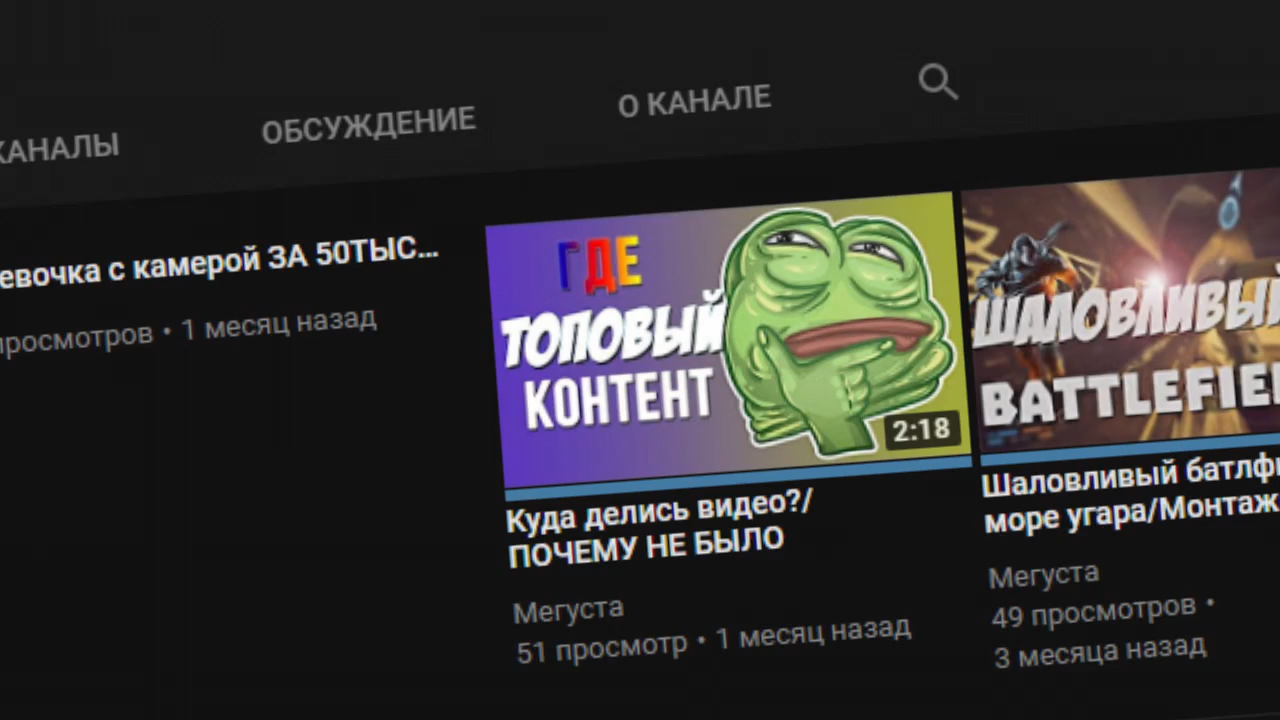 КАНАЛЫ
ОБСУЖДЕНИЕ
О КАНАЛЕ
евочка с камерой ЗА 50ТЫС...
просмотров • 1 месяц назад
ГДЕ
ТОПОВЫЙ
КОНТЕНТ
2:18
Куда делись видео?/
ПОЧЕМУ НЕ БЫЛО
Мегуста
51 просмотр • 1 месяц назад
ШАЛОВЛИВЫЙ
BATTLEFIE
Шаловливый батлф
море угара/Монтаж
Мегуста
49 просмотров •
3 месяца назад